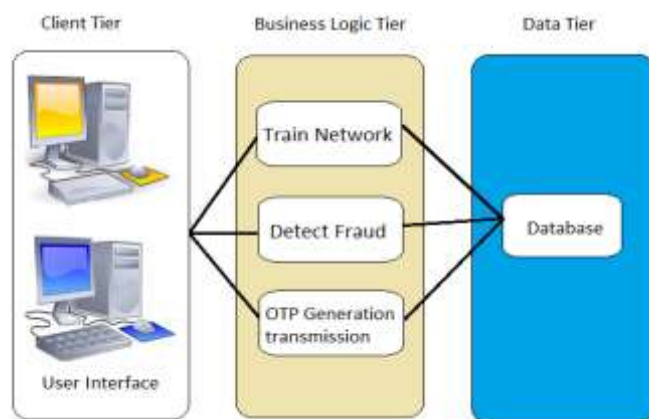 Client Tier
Business Logic Tier
Data Tier
Train Network
Detect Fraud
Database
OTP Generation
transmission
User Interface